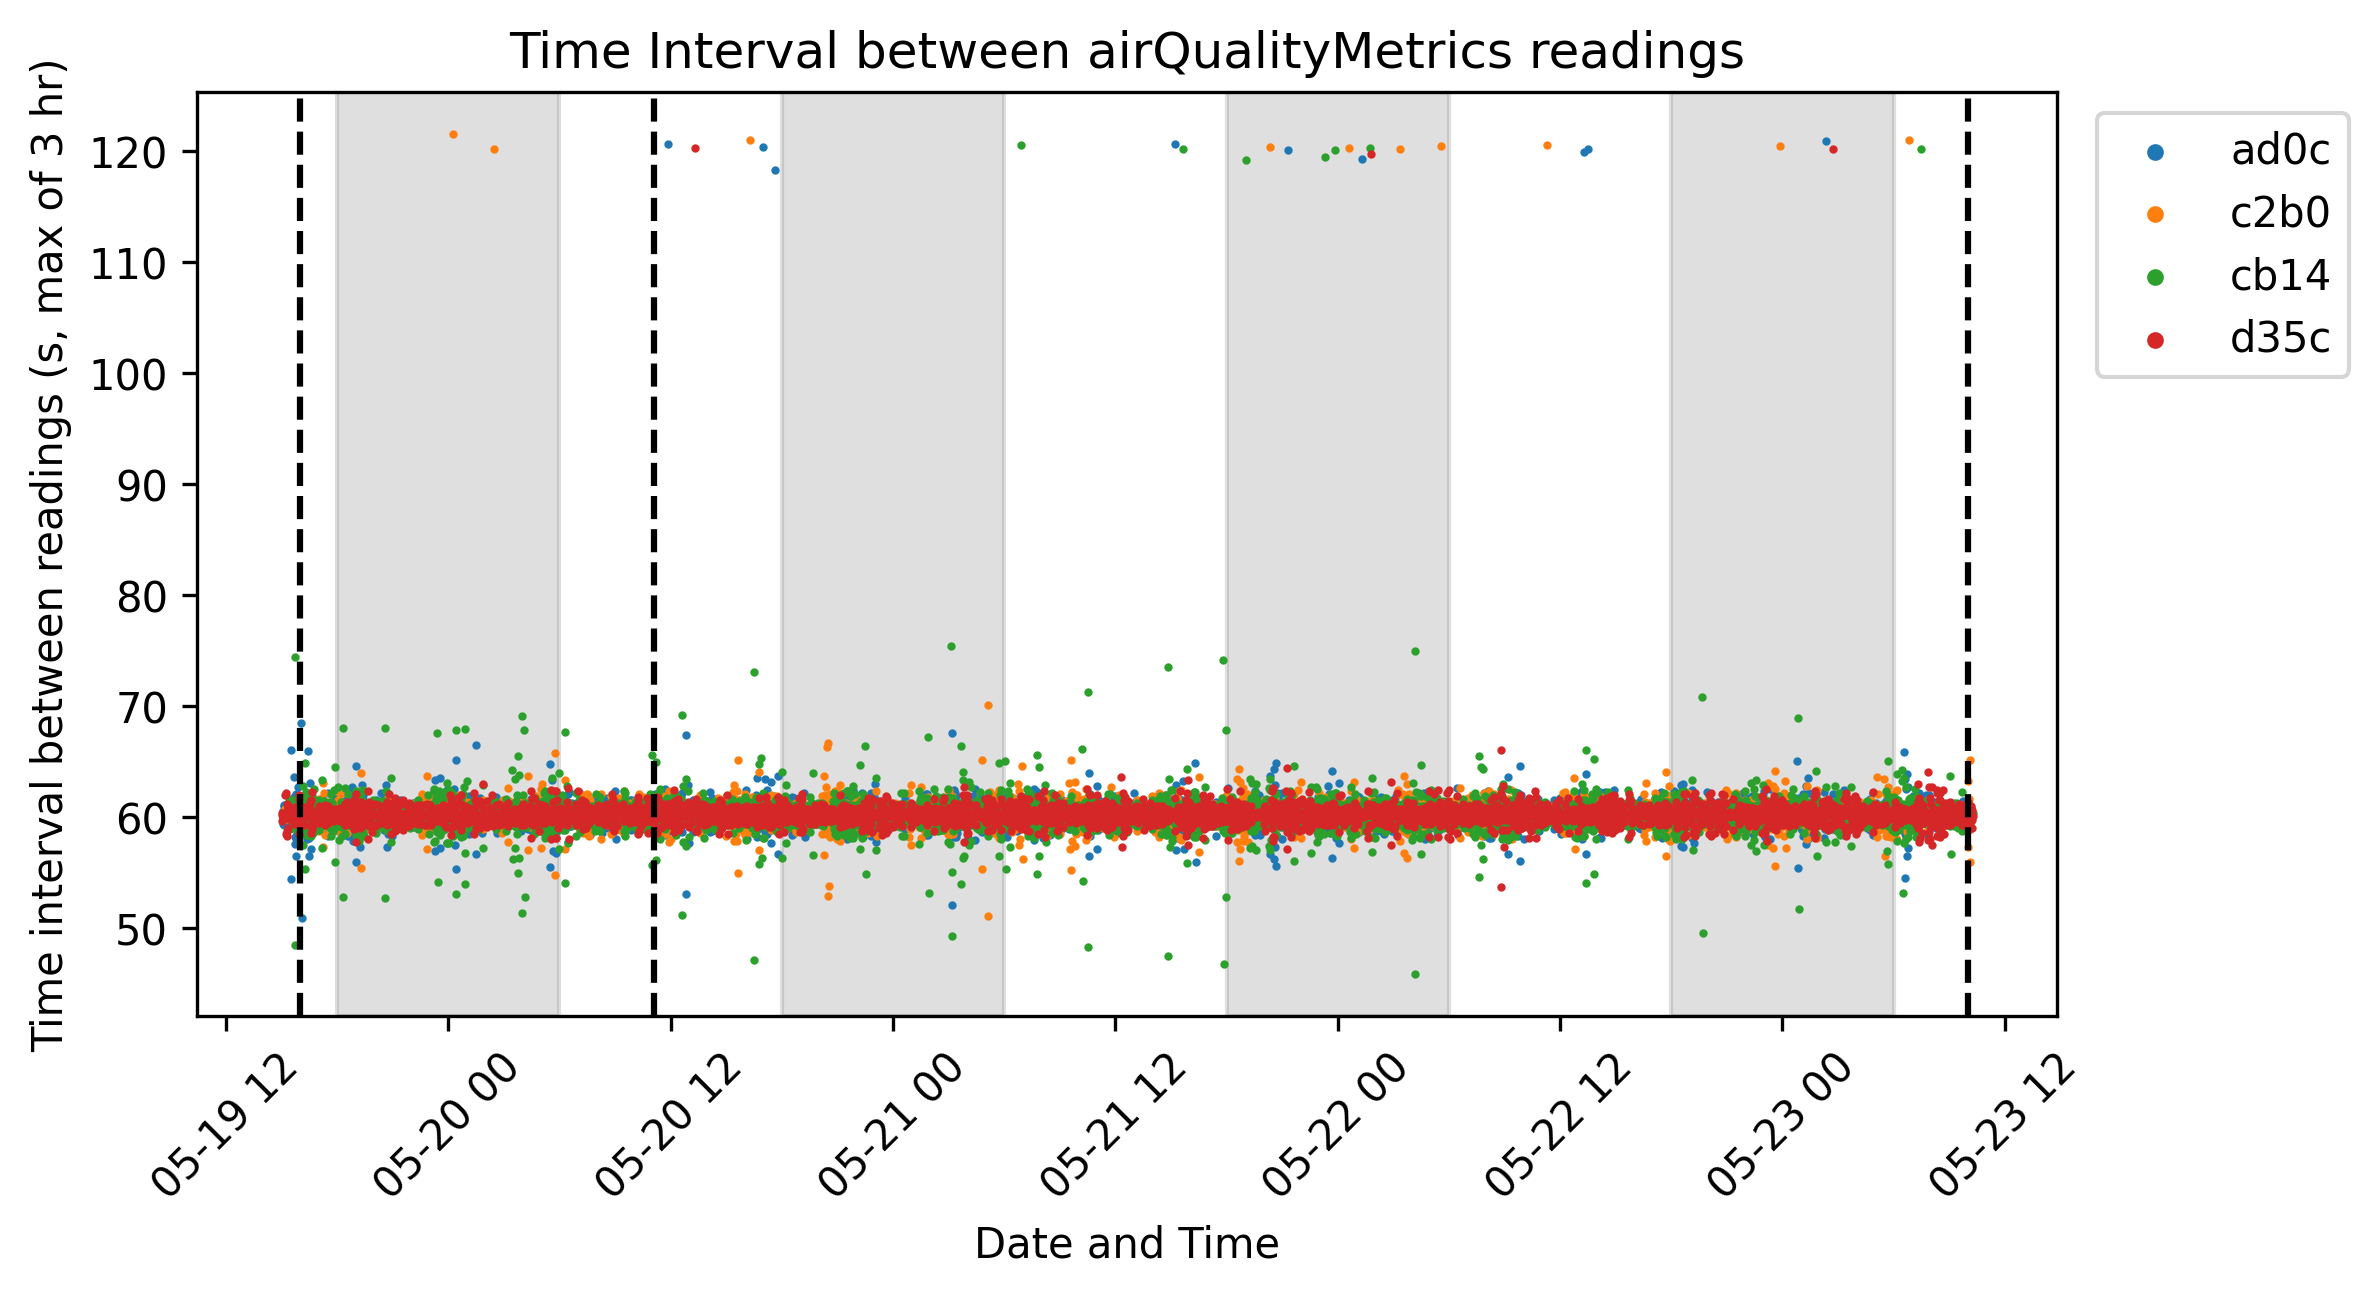 Time Interval between airQualityMetrics readings
Time interval between readings (s, max of 3 hr)
120
110
100
90
80
70
60
50
05-19 12
05-20 00
05-20 12
05-21 00
05-21 12
05-22 00
05-22 12
05-23 00
05-23 12
Date and Time
ad0c
c2b0
cb14
d35c